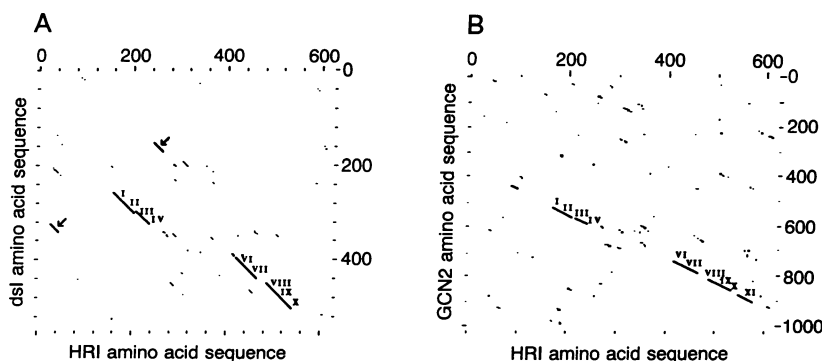 A
0 200 400 600
0
200
400
dsI amino acid sequence
I
II
III
IV
VI
VII
VIII
IX
X
HRI amino acid sequence
B
0 200 400 600
0
200
400
600
800
1000
GCN2 amino acid sequence
I
II
III
IV
VI
VII
VIII
IX
X
XI
HRI amino acid sequence